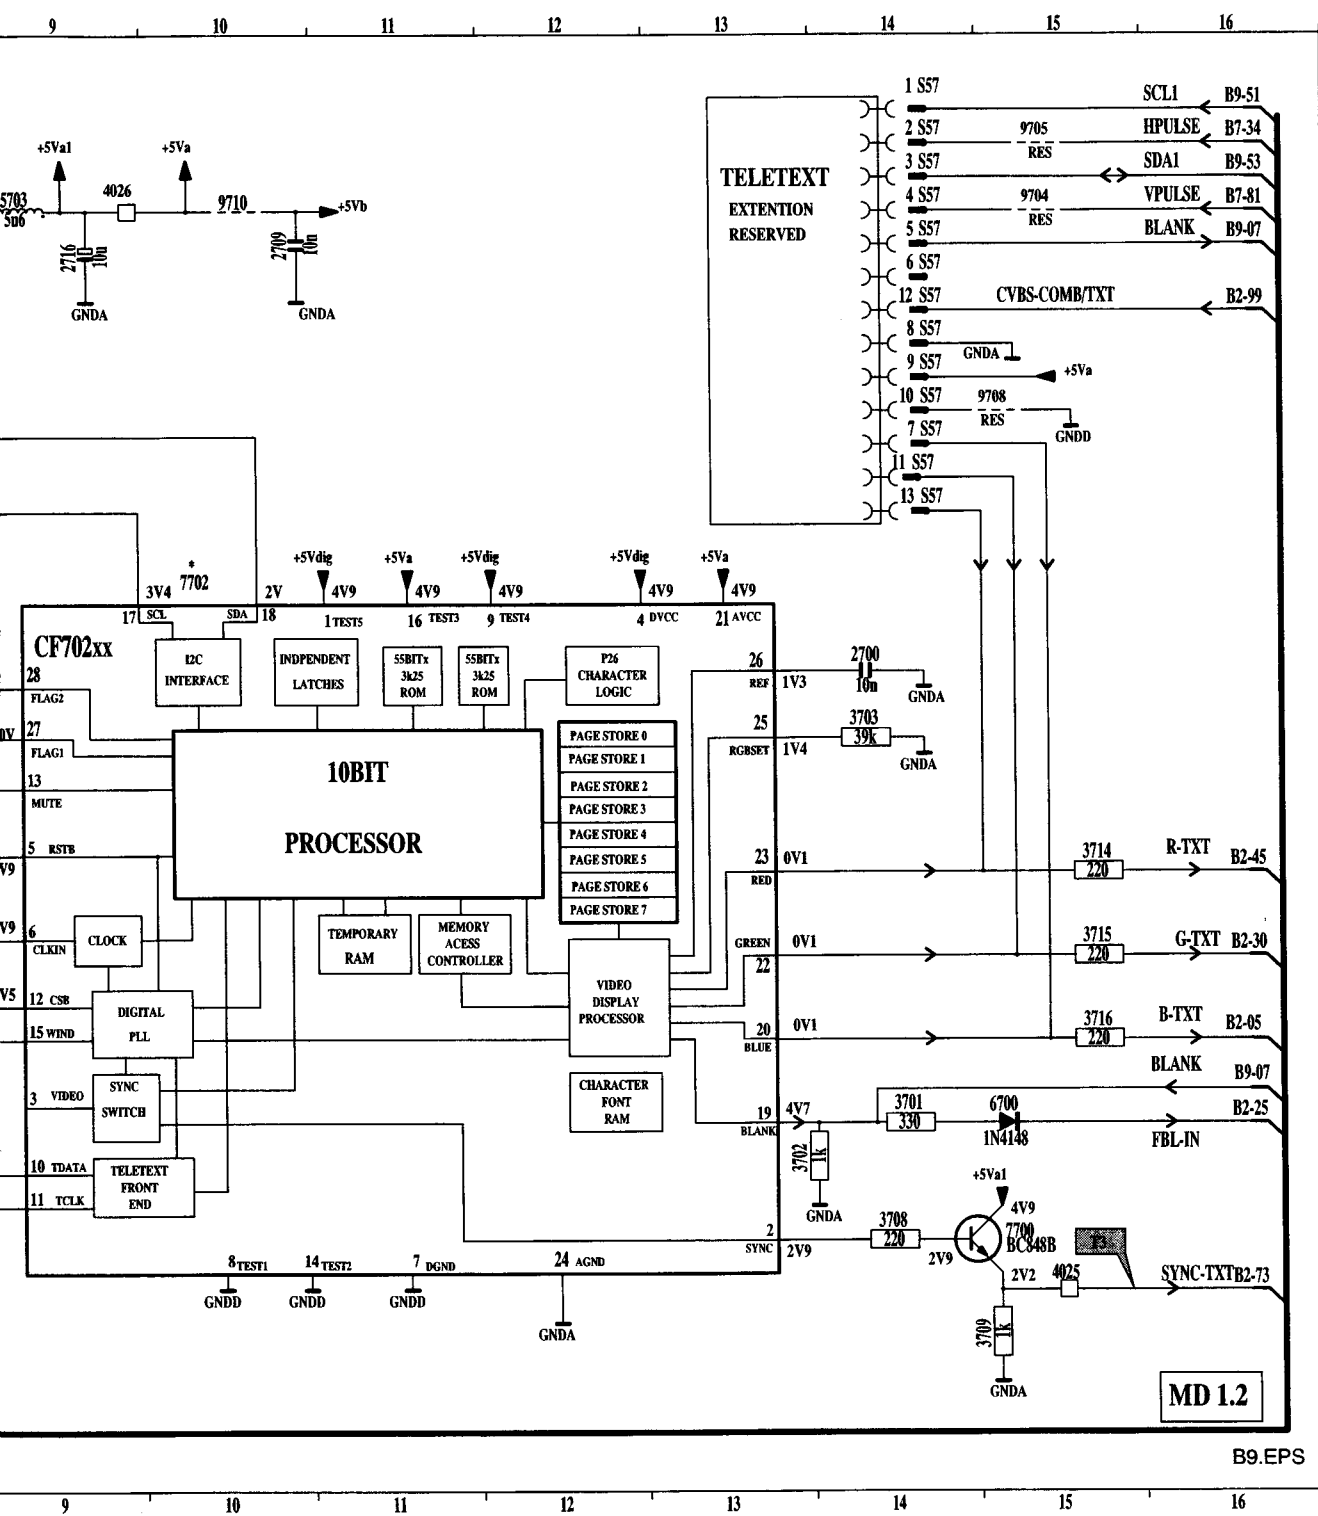 9 10 11 12 13 14 15 16
1 S57 SCL1 B9-51
2 S57 9705 RES HPULSE B7-34
3 S57 SDA1 B9-53
4 S57 9704 RES VPULSE B7-81
5 S57 BLANK B9-07
6 S57
12 S57 CVBS-COMB/TXT B2-99
8 S57 GNDA
9 S57 +5Va
10 S57 9708 RES GNDD
7 S57
11 S57
13 S57
TELETEXT
EXTENTION
RESERVED
+5Va1 +5Va
5703 4026 9710 +5Vb
5u6
2716 10u 2709 10n
GNDA GNDA
+5Vdig +5Va +5Vdig +5Vdig +5Va
*
7702
3V4 2V 4V9 4V9 4V9 4V9 4V9
17 SCL SDA 18 1 TEST5 16 TEST3 9 TEST4 4 DVCC 21 AVCC
CF702xx
I2C
INTERFACE
INDPENDENT
LATCHES
55BITx
3k25
ROM
55BITx
3k25
ROM
P26
CHARACTER
LOGIC
28
FLAG2
0V 27
FLAG1
13
MUTE
5 RSTB
V9
V9 6
CLKIN
V5 12 CSB
15 WIND
3 VIDEO
10 TDATA
11 TCLK
10BIT
PROCESSOR
PAGE STORE 0
PAGE STORE 1
PAGE STORE 2
PAGE STORE 3
PAGE STORE 4
PAGE STORE 5
PAGE STORE 6
PAGE STORE 7
CLOCK
TEMPORARY
RAM
MEMORY
ACESS
CONTROLLER
DIGITAL
PLL
VIDEO
DISPLAY
PROCESSOR
SYNC
SWITCH
CHARACTER
FONT
RAM
TELETEXT
FRONT
END
26 REF 1V3 2700 10n GNDA
25 RGBSET 1V4 3703 39k GNDA
23 RED 0V1 3714 220 R-TXT B2-45
GREEN 22 0V1 3715 220 G-TXT B2-30
20 BLUE 0V1 3716 220 B-TXT B2-05
BLANK B9-07
19 BLANK 4V7 3701 330 6700 1N4148 FBL-IN B2-25
3702 1k GNDA
+5Va1
4V9
2 SYNC 2V9 3708 220 2V9 7700 BC848B
2V2 4025 SYNC-TXT B2-73
3709 1k GNDA
8 TEST1 14 TEST2 7 DGND 24 AGND
GNDD GNDD GNDD GNDA
MD 1.2
B9.EPS
9 10 11 12 13 14 15 16